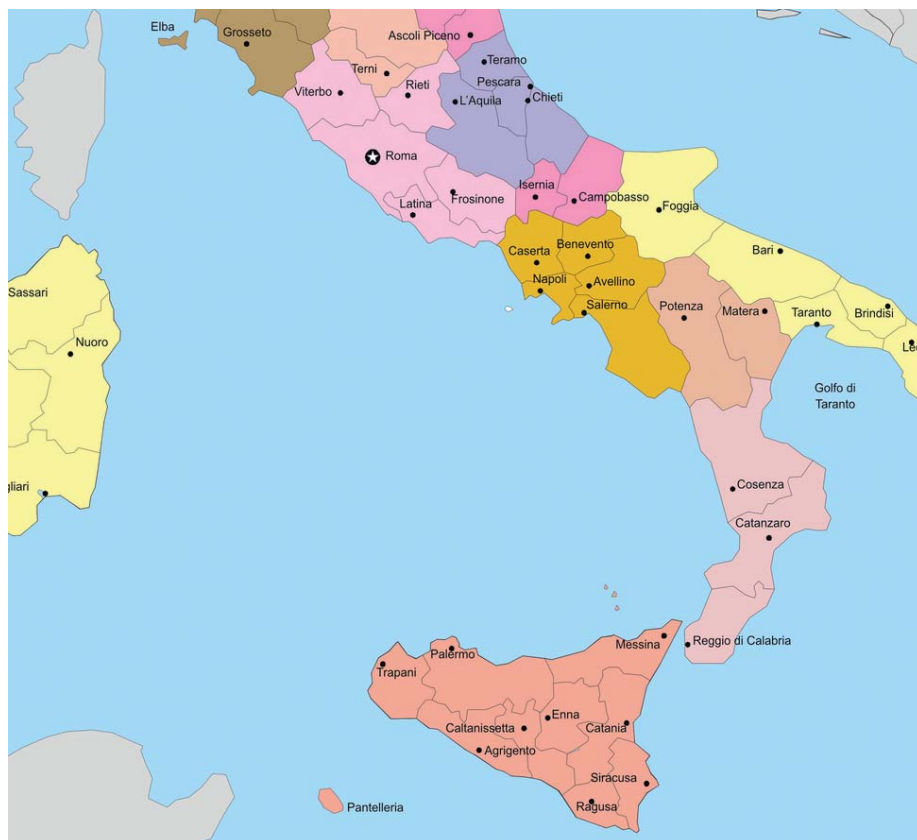 Elba
Grosseto
Ascoli Piceno
Teramo
Terni
Rieti
Pescara
Viterbo
L'Aquila
Chieti
Roma
Isernia
Frosinone
Campobasso
Latina
Foggia
Caserta
Benevento
Bari
Napoli
Avellino
Sassari
Salerno
Potenza
Matera
Taranto
Brindisi
Nuoro
Le
Golfo di
Taranto
gliari
Cosenza
Catanzaro
Messina
Reggio di Calabria
Palermo
Trapani
Enna
Caltanissetta
Catania
Agrigento
Siracusa
Pantelleria
Ragusa